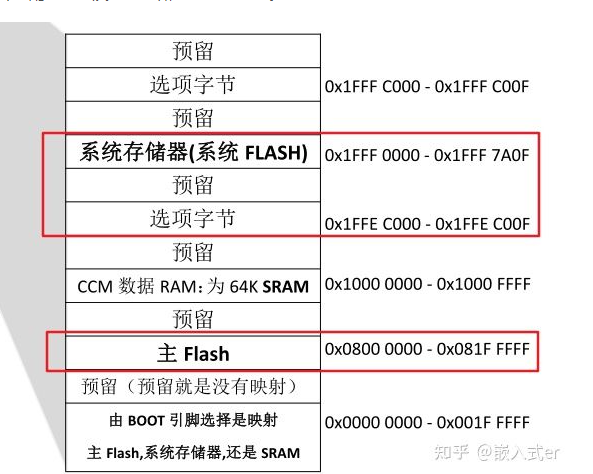 预留
选项字节 0x1FFF C000 - 0x1FFF C00F
预留
系统存储器(系统 FLASH) 0x1FFF 0000 - 0x1FFF 7A0F
预留
选项字节 0x1FFE C000 - 0x1FFE C00F
预留
CCM 数据 RAM：为 64K SRAM 0x1000 0000 - 0x1000 FFFF
预留
主 Flash 0x0800 0000 - 0x081F FFFF
预留（预留就是没有映射）
由 BOOT 引脚选择是映射 0x0000 0000 - 0x001F FFFF
主 Flash,系统存储器,还是 SRAM
知乎 @嵌入式er